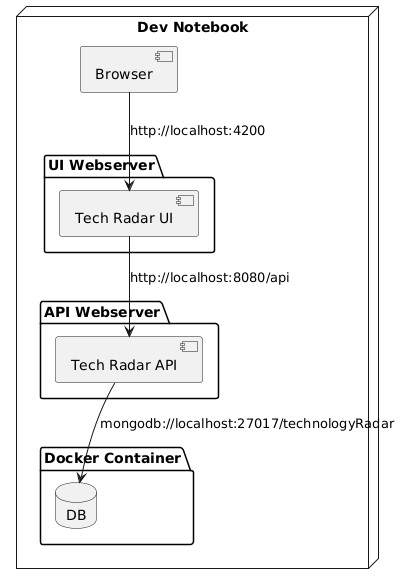 Dev Notebook
Browser
http://localhost:4200
UI Webserver
Tech Radar UI
http://localhost:8080/api
API Webserver
Tech Radar API
mongodb://localhost:27017/technologyRadar
Docker Container
DB